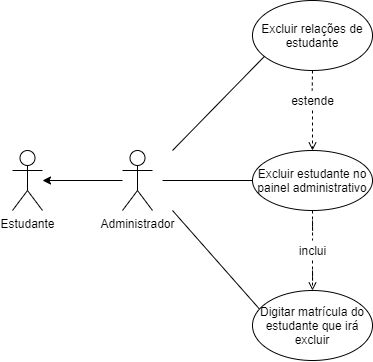 Excluir relações de
estudante
estende
Excluir estudante no
painel administrativo
Estudante
Administrador
inclui
Digitar matrícula do
estudante que irá
excluir